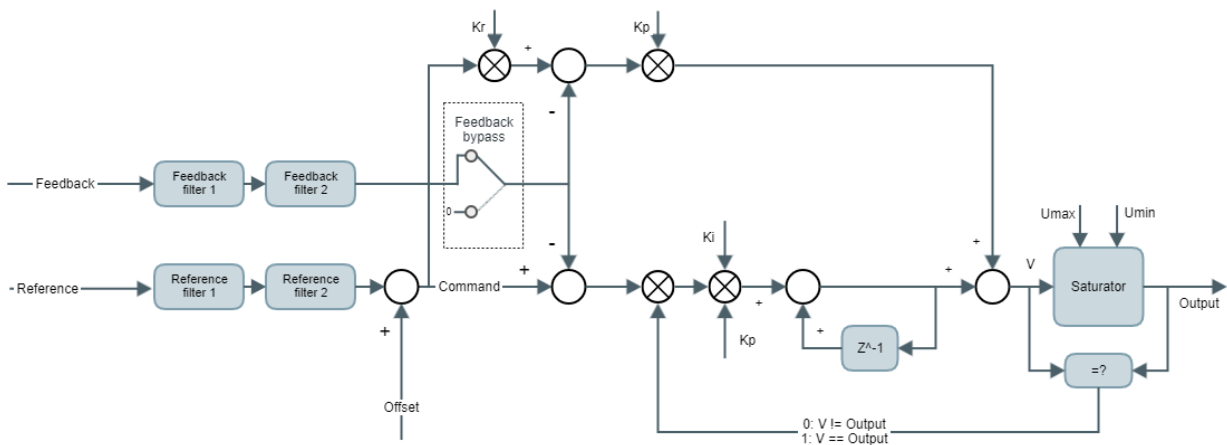 Kr
Kp
+
+
-
Feedback
bypass
Feedback
Feedback
filter 1
Feedback
filter 2
0
-
Umax
Umin
Ki
+
Reference
Reference
filter 1
Reference
filter 2
Command
+
+
V
Saturator
Output
+
+
+
Kp
Z^-1
=?
Offset
0: V != Output
1: V == Output